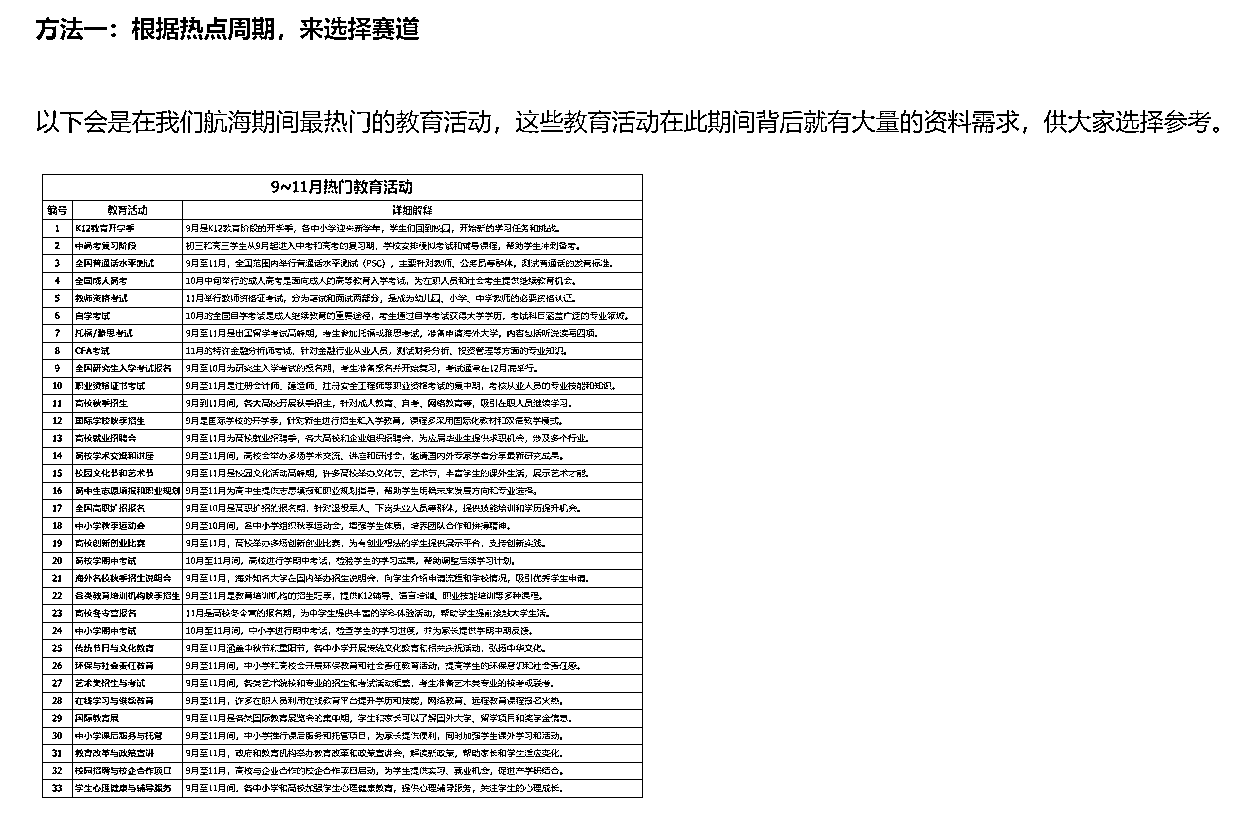 方法一：根据热点周期，来选择赛道
以下会是在我们航海期间最热门的教育活动，这些教育活动在此期间背后就有大量的资料需求，供大家选择参考。
9~11月热门教育活动
编号 教育活动 详细解释
1 K12教育开学季 9月是K12教育阶段的开学季，各中小学迎来新学年，学生们回到校园，开始新的学习任务和挑战。
2 中高考复习阶段 初三和高三学生从9月起进入中考和高考的复习期，学校安排模拟考试和辅导课程，帮助学生冲刺备考。
3 全国普通话水平测试 9月至11月，全国范围内举行普通话水平测试（PSC），主要针对教师、公务员等群体，测试普通话的发音标准。
4 全国成人高考 10月中旬举行的成人高考是面向成人的高等教育入学考试，为在职人员和社会考生提供继续教育机会。
5 教师资格考试 11月举行教师资格证考试，分为笔试和面试两部分，是成为幼儿园、小学、中学教师的必要资格认证。
6 自学考试 10月的全国自学考试是成人继续教育的重要途径，考生通过自学考试获得大学学历，考试科目涵盖广泛的专业领域。
7 托福/雅思考试 9月至11月是出国留学考试高峰期，考生参加托福或雅思考试，准备申请海外大学，内容包括听说读写四项。
8 CFA考试 11月的特许金融分析师考试，针对金融行业从业人员，测试财务分析、投资管理等方面的专业知识。
9 全国研究生入学考试报名 9月至10月为研究生入学考试的报名期，考生准备报名并开始复习，考试通常在12月底举行。
10 职业资格证书考试 9月至11月是注册会计师、建造师、注册安全工程师等职业资格考试的集中期，考核从业人员的专业技能和知识。
11 高校秋季招生 9月到11月间，各大高校开展秋季招生，针对成人教育、自考、网络教育等，吸引在职人员继续学习。
12 国际学校秋季招生 9月是国际学校的开学季，针对新生进行招生和入学教育，课程多采用国际化教材和双语教学模式。
13 高校就业招聘会 9月至11月为高校就业招聘季，各大高校和企业组织招聘会，为应届毕业生提供求职机会，涉及多个行业。
14 高校学术交流和讲座 9月至11月间，高校会举办多场学术交流、讲座和研讨会，邀请国内外专家学者分享最新研究成果。
15 校园文化节和艺术节 9月至11月是校园文化活动高峰期，许多高校举办文化节、艺术节，丰富学生的课外生活，展示艺术才能。
16 高中生志愿填报和职业规划 9月至11月为高中生提供志愿填报和职业规划指导，帮助学生明确未来发展方向和专业选择。
17 全国高职扩招报名 9月至10月是高职扩招的报名期，针对退役军人、下岗失业人员等群体，提供技能培训和学历提升机会。
18 中小学秋季运动会 9月至10月间，各中小学组织秋季运动会，增强学生体质，培养团队合作和拼搏精神。
19 高校创新创业比赛 9月至11月，高校举办多场创新创业比赛，为有创业想法的学生提供展示平台，支持创新实践。
20 高校学期中考试 10月至11月间，高校进行学期中考试，检验学生的学习成果，帮助调整后续学习计划。
21 海外名校秋季招生说明会 9月至11月，海外知名大学在国内举办招生说明会，向学生介绍申请流程和学校情况，吸引优秀学生申请。
22 各类教育培训机构秋季招生 9月至11月是教育培训机构的招生旺季，提供K12辅导、语言培训、职业技能培训等多种课程。
23 高校冬令营报名 11月是高校冬令营的报名期，为中学生提供丰富的学科体验活动，帮助学生提前接触大学生活。
24 中小学期中考试 10月至11月间，中小学进行期中考试，检查学生的学习进度，并为家长提供学期中期反馈。
25 传统节日与文化教育 9月至11月涵盖中秋节和重阳节，各中小学开展传统文化教育和相关庆祝活动，弘扬中华文化。
26 环保与社会责任教育 9月至11月间，中小学和高校会开展环保教育和社会责任教育活动，提高学生的环保意识和社会责任感。
27 艺术类招生与考试 9月至11月间，各类艺术院校和专业的招生和考试活动频繁，考生准备艺术类专业的校考或联考。
28 在线学习与继续教育 9月至11月，许多在职人员利用在线教育平台提升学历和技能，网络教育、远程教育课程报名火热。
29 国际教育展 9月至11月是各类国际教育展览会的集中期，学生和家长可以了解国外大学、留学项目和奖学金信息。
30 中小学课后服务与托管 9月至11月间，中小学推行课后服务和托管项目，为家长提供便利，同时加强学生课外学习和活动。
31 教育改革与政策宣讲 9月至11月，政府和教育机构举办教育改革和政策宣讲会，解读新政策，帮助家长和学生适应变化。
32 校园招聘与校企合作项目 9月至11月，高校与企业合作的校企合作项目启动，为学生提供实习、就业机会，促进产学研结合。
33 学生心理健康与辅导服务 9月至11月间，各中小学和高校加强学生心理健康教育，提供心理辅导服务，关注学生的心理成长。